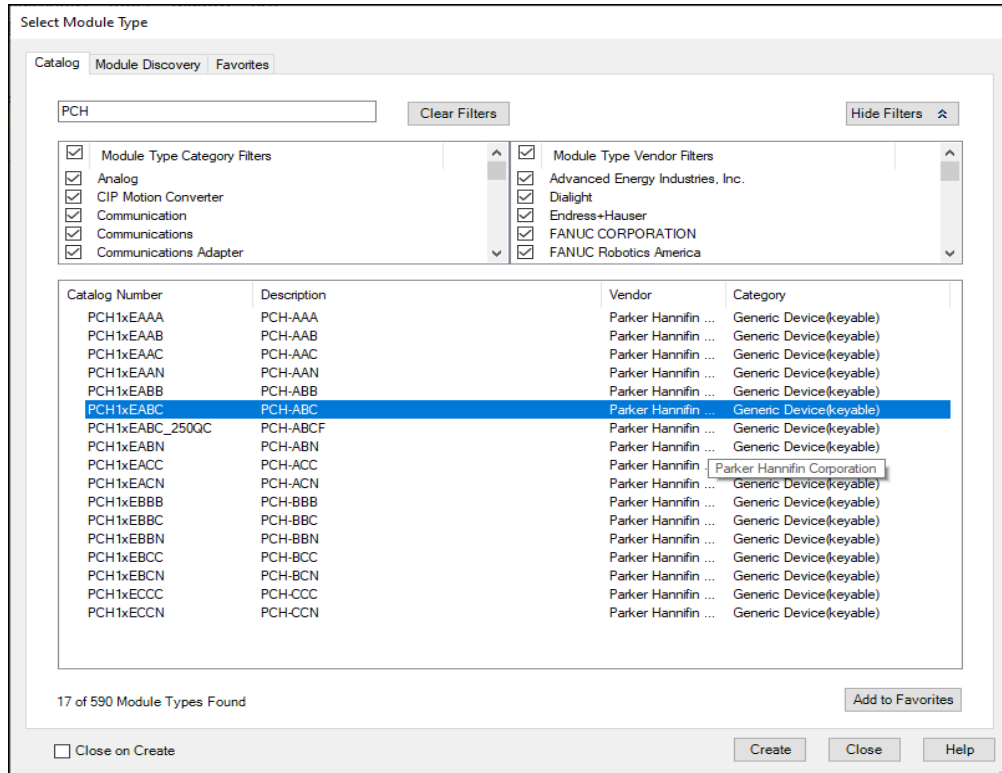 Select Module Type
Catalog Module Discovery Favorites
PCH Clear Filters Hide Filters
Module Type Category Filters
Analog
CIP Motion Converter
Communication
Communications
Communications Adapter
Module Type Vendor Filters
Advanced Energy Industries, Inc.
Dialight
Endress+Hauser
FANUC CORPORATION
FANUC Robotics America
Catalog Number Description Vendor Category
PCH1xEAAA PCH-AAA Parker Hannifin ... Generic Device(keyable)
PCH1xEAAB PCH-AAB Parker Hannifin ... Generic Device(keyable)
PCH1xEAAC PCH-AAC Parker Hannifin ... Generic Device(keyable)
PCH1xEAAN PCH-AAN Parker Hannifin ... Generic Device(keyable)
PCH1xEABB PCH-ABB Parker Hannifin ... Generic Device(keyable)
PCH1xEABC PCH-ABC Parker Hannifin ... Generic Device(keyable)
PCH1xEABC_250QC PCH-ABCF Parker Hannifin ... Generic Device(keyable)
PCH1xEABN PCH-ABN Parker Hannifin ... Generic Device(keyable)
PCH1xEACC PCH-ACC Parker Hannifin Parker Hannifin Corporation
PCH1xEACN PCH-ACN Parker Hannifin ... Generic Device(keyable)
PCH1xEBBB PCH-BBB Parker Hannifin ... Generic Device(keyable)
PCH1xEBBC PCH-BBC Parker Hannifin ... Generic Device(keyable)
PCH1xEBBN PCH-BBN Parker Hannifin ... Generic Device(keyable)
PCH1xEBCC PCH-BCC Parker Hannifin ... Generic Device(keyable)
PCH1xEBCN PCH-BCN Parker Hannifin ... Generic Device(keyable)
PCH1xECCC PCH-CCC Parker Hannifin ... Generic Device(keyable)
PCH1xECCN PCH-CCN Parker Hannifin ... Generic Device(keyable)
17 of 590 Module Types Found Add to Favorites
Close on Create Create Close Help